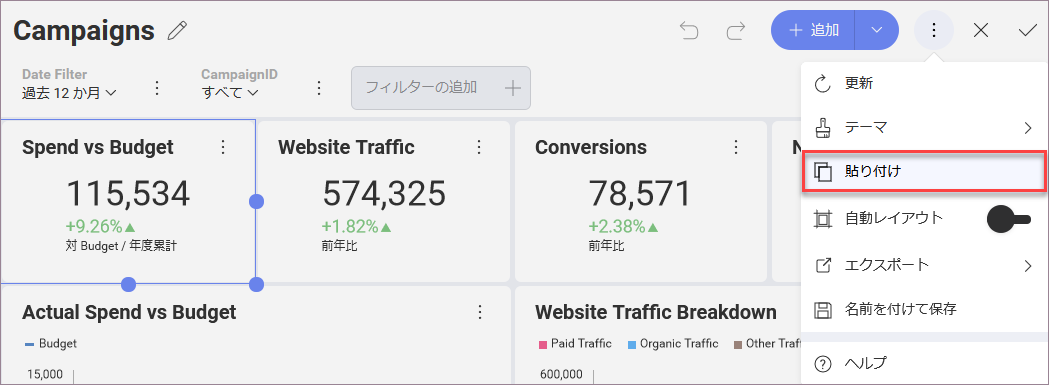 Campaigns
追加
Date Filter
過去 12 か月
CampaignID
すべて
フィルターの追加
Spend vs Budget
115,534
+9.26%
対 Budget / 年度累計
Website Traffic
574,325
+1.82%
前年比
Conversions
78,571
+2.38%
前年比
N
更新
テーマ
貼り付け
自動レイアウト
エクスポート
名前を付けて保存
ヘルプ
Actual Spend vs Budget
Budget
15,000
Website Traffic Breakdown
Paid Traffic Organic Traffic Other Traf
600,000